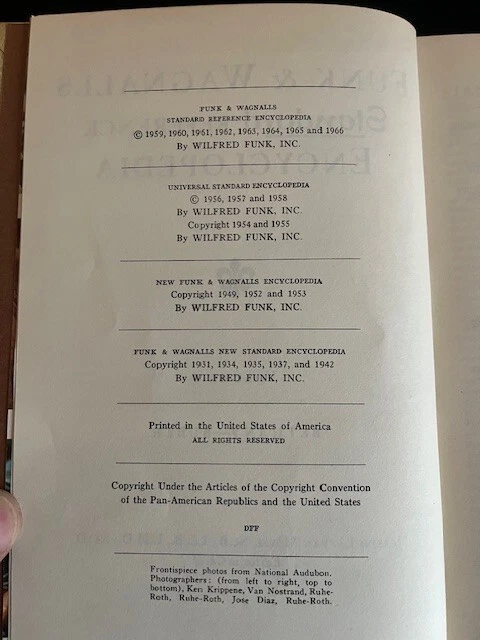 FUNK & WAGNALLS
STANDARD REFERENCE ENCYCLOPEDIA
© 1959, 1960, 1961, 1962, 1963, 1964, 1965 and 1966
By WILFRED FUNK, INC.
UNIVERSAL STANDARD ENCYCLOPEDIA
© 1956, 1957 and 1958
By WILFRED FUNK, INC.
Copyright 1954 and 1955
By WILFRED FUNK, INC.
NEW FUNK & WAGNALLS ENCYCLOPEDIA
Copyright 1949, 1952 and 1953
By WILFRED FUNK, INC.
FUNK & WAGNALLS NEW STANDARD ENCYCLOPEDIA
Copyright 1931, 1934, 1935, 1937, and 1942
By WILFRED FUNK, INC.
Printed in the United States of America
ALL RIGHTS RESERVED
Copyright Under the Articles of the Copyright Convention
of the Pan-American Republics and the United States
DFF
Frontispiece photos from National Audubon.
Photographers: (from left to right, top to
bottom), Ken Krippene, Van Nostrand, Ruhe-
Roth, Ruhe-Roth, Jose Diaz, Ruhe-Roth.